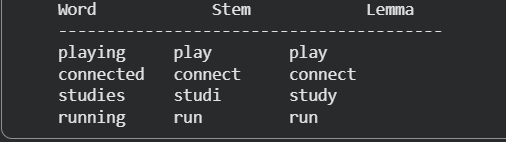 Word Stem Lemma
-----------------------------------------
playing play play
connected connect connect
studies studi study
running run run